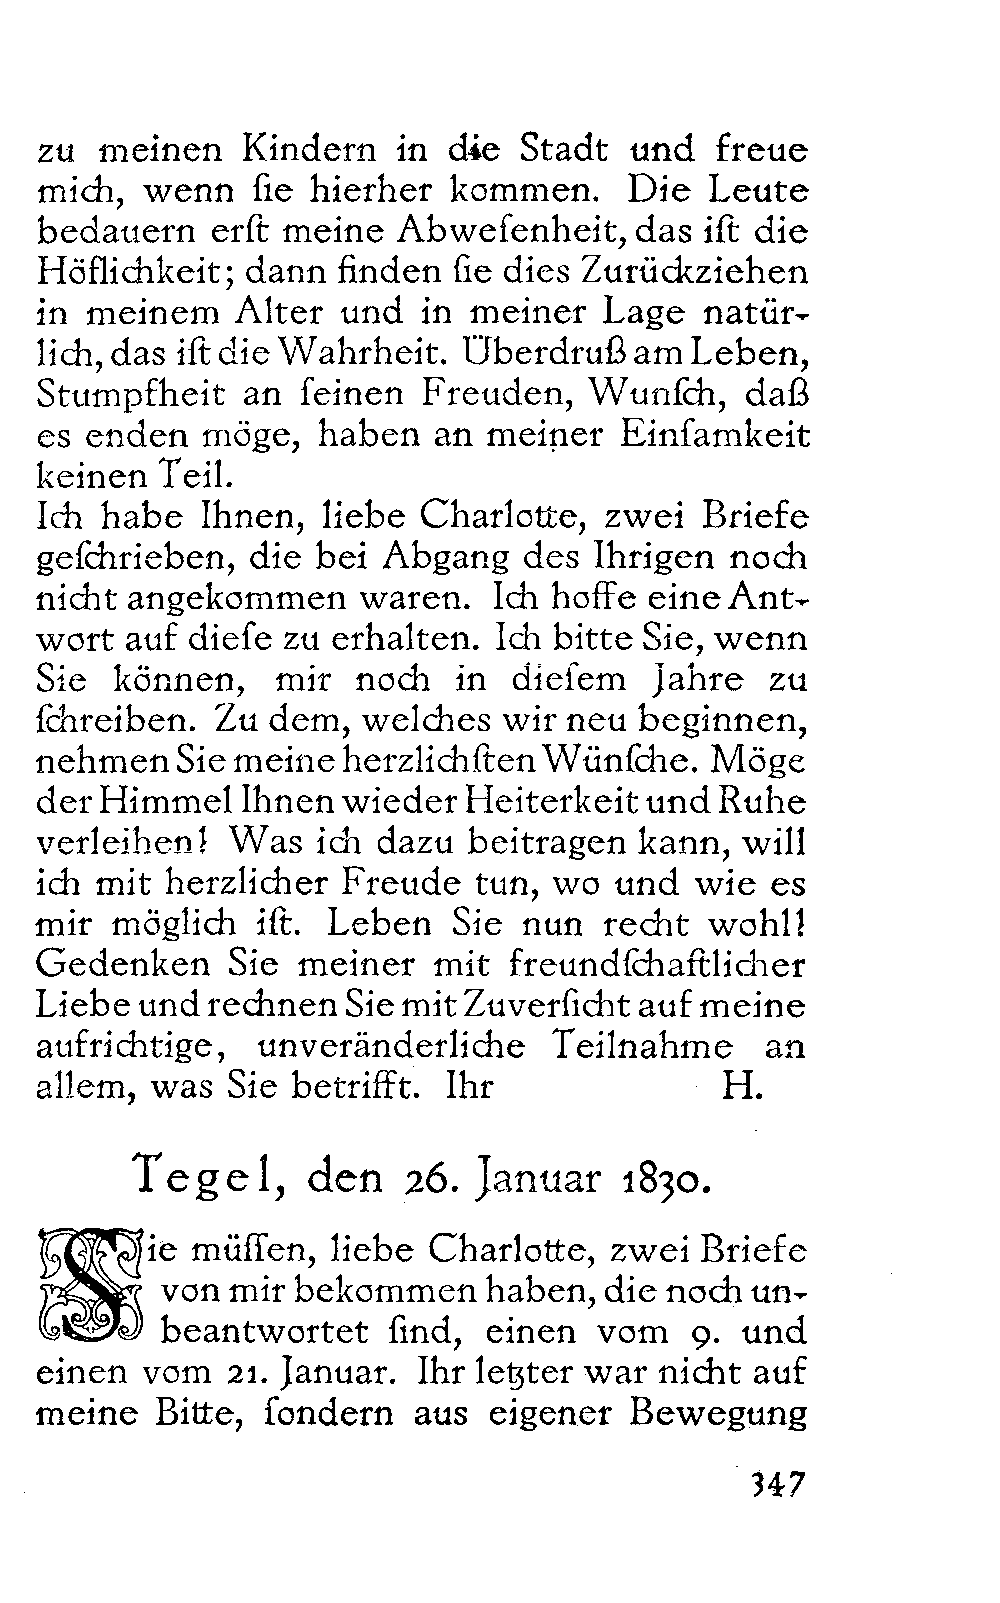 zu meinen Kindern in die Stadt und freue
mich, wenn ſie hierher kommen. Die Leute
bedauern erſt meine Abweſenheit, das iſt die
Höflichkeit; dann finden ſie dies Zurückziehen
in meinem Alter und in meiner Lage natür-
lich, das iſt die Wahrheit. Überdruß am Leben,
Stumpfheit an ſeinen Freuden, Wunſch, daß
es enden möge, haben an meiner Einſamkeit
keinen Teil.
Ich habe Ihnen, liebe Charlotte, zwei Briefe
geſchrieben, die bei Abgang des Ihrigen noch
nicht angekommen waren. Ich hoffe eine Ant-
wort auf dieſe zu erhalten. Ich bitte Sie, wenn
Sie können, mir noch in dieſem Jahre zu
ſchreiben. Zu dem, welches wir neu beginnen,
nehmen Sie meine herzlichſten Wünſche. Möge
der Himmel Ihnen wieder Heiterkeit und Ruhe
verleihen! Was ich dazu beitragen kann, will
ich mit herzlicher Freude tun, wo und wie es
mir möglich iſt. Leben Sie nun recht wohl!
Gedenken Sie meiner mit freundſchaftlicher
Liebe und rechnen Sie mit Zuverſicht auf meine
aufrichtige, unveränderliche Teilnahme an
allem, was Sie betrifft. Ihr H.
Tegel, den 26. Januar 1830.
Sie müſſen, liebe Charlotte, zwei Briefe
von mir bekommen haben, die noch un-
beantwortet ſind, einen vom 9. und
einen vom 21. Januar. Ihr letzter war nicht auf
meine Bitte, ſondern aus eigener Bewegung
347